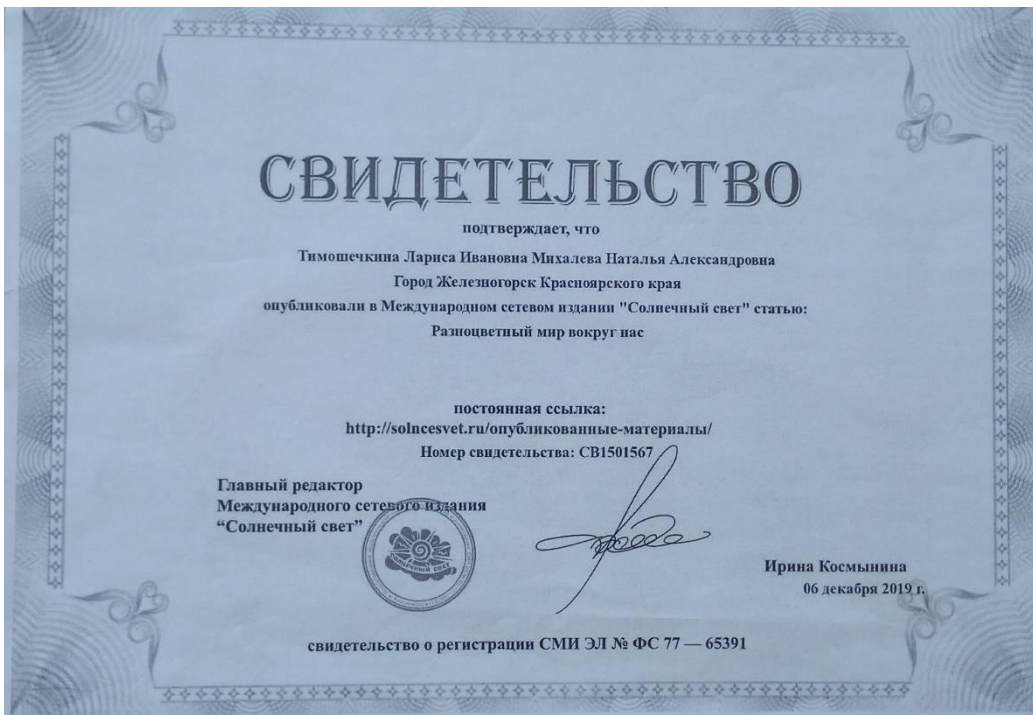 СВИДЕТЕЛЬСТВО
подтверждает, что
Тимошечкина Лариса Ивановна Михалева Наталья Александровна
Город Железногорск Красноярского края
опубликовали в Международном сетевом издании "Солнечный свет" статью:
Разноцветный мир вокруг нас
постоянная ссылка:
http://solncesvet.ru/опубликованные-материалы/
Номер свидетельства: СВ1501567
Главный редактор
Международного сетевого издания
“Солнечный свет”
Солнечный свет
Ирина Космынина
06 декабря 2019 г.
свидетельство о регистрации СМИ ЭЛ № ФС 77 — 65391